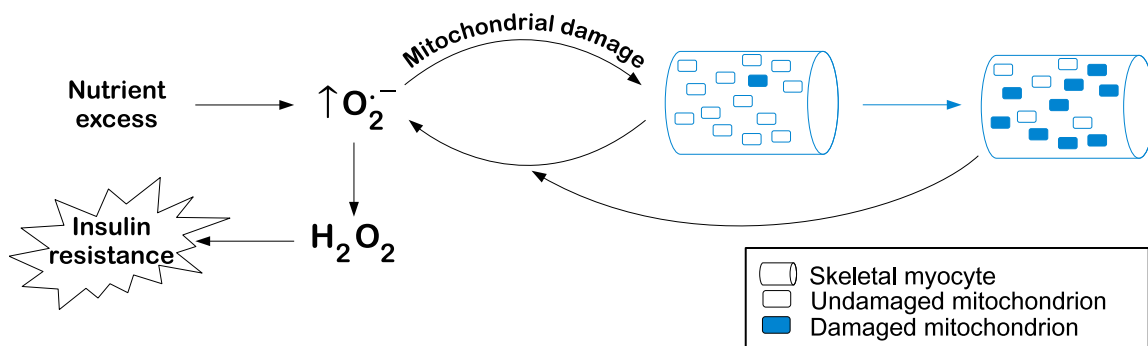 Mitochondrial damage
Nutrient
excess
↑O₂·⁻
H₂O₂
Insulin
resistance
Skeletal myocyte
Undamaged mitochondrion
Damaged mitochondrion